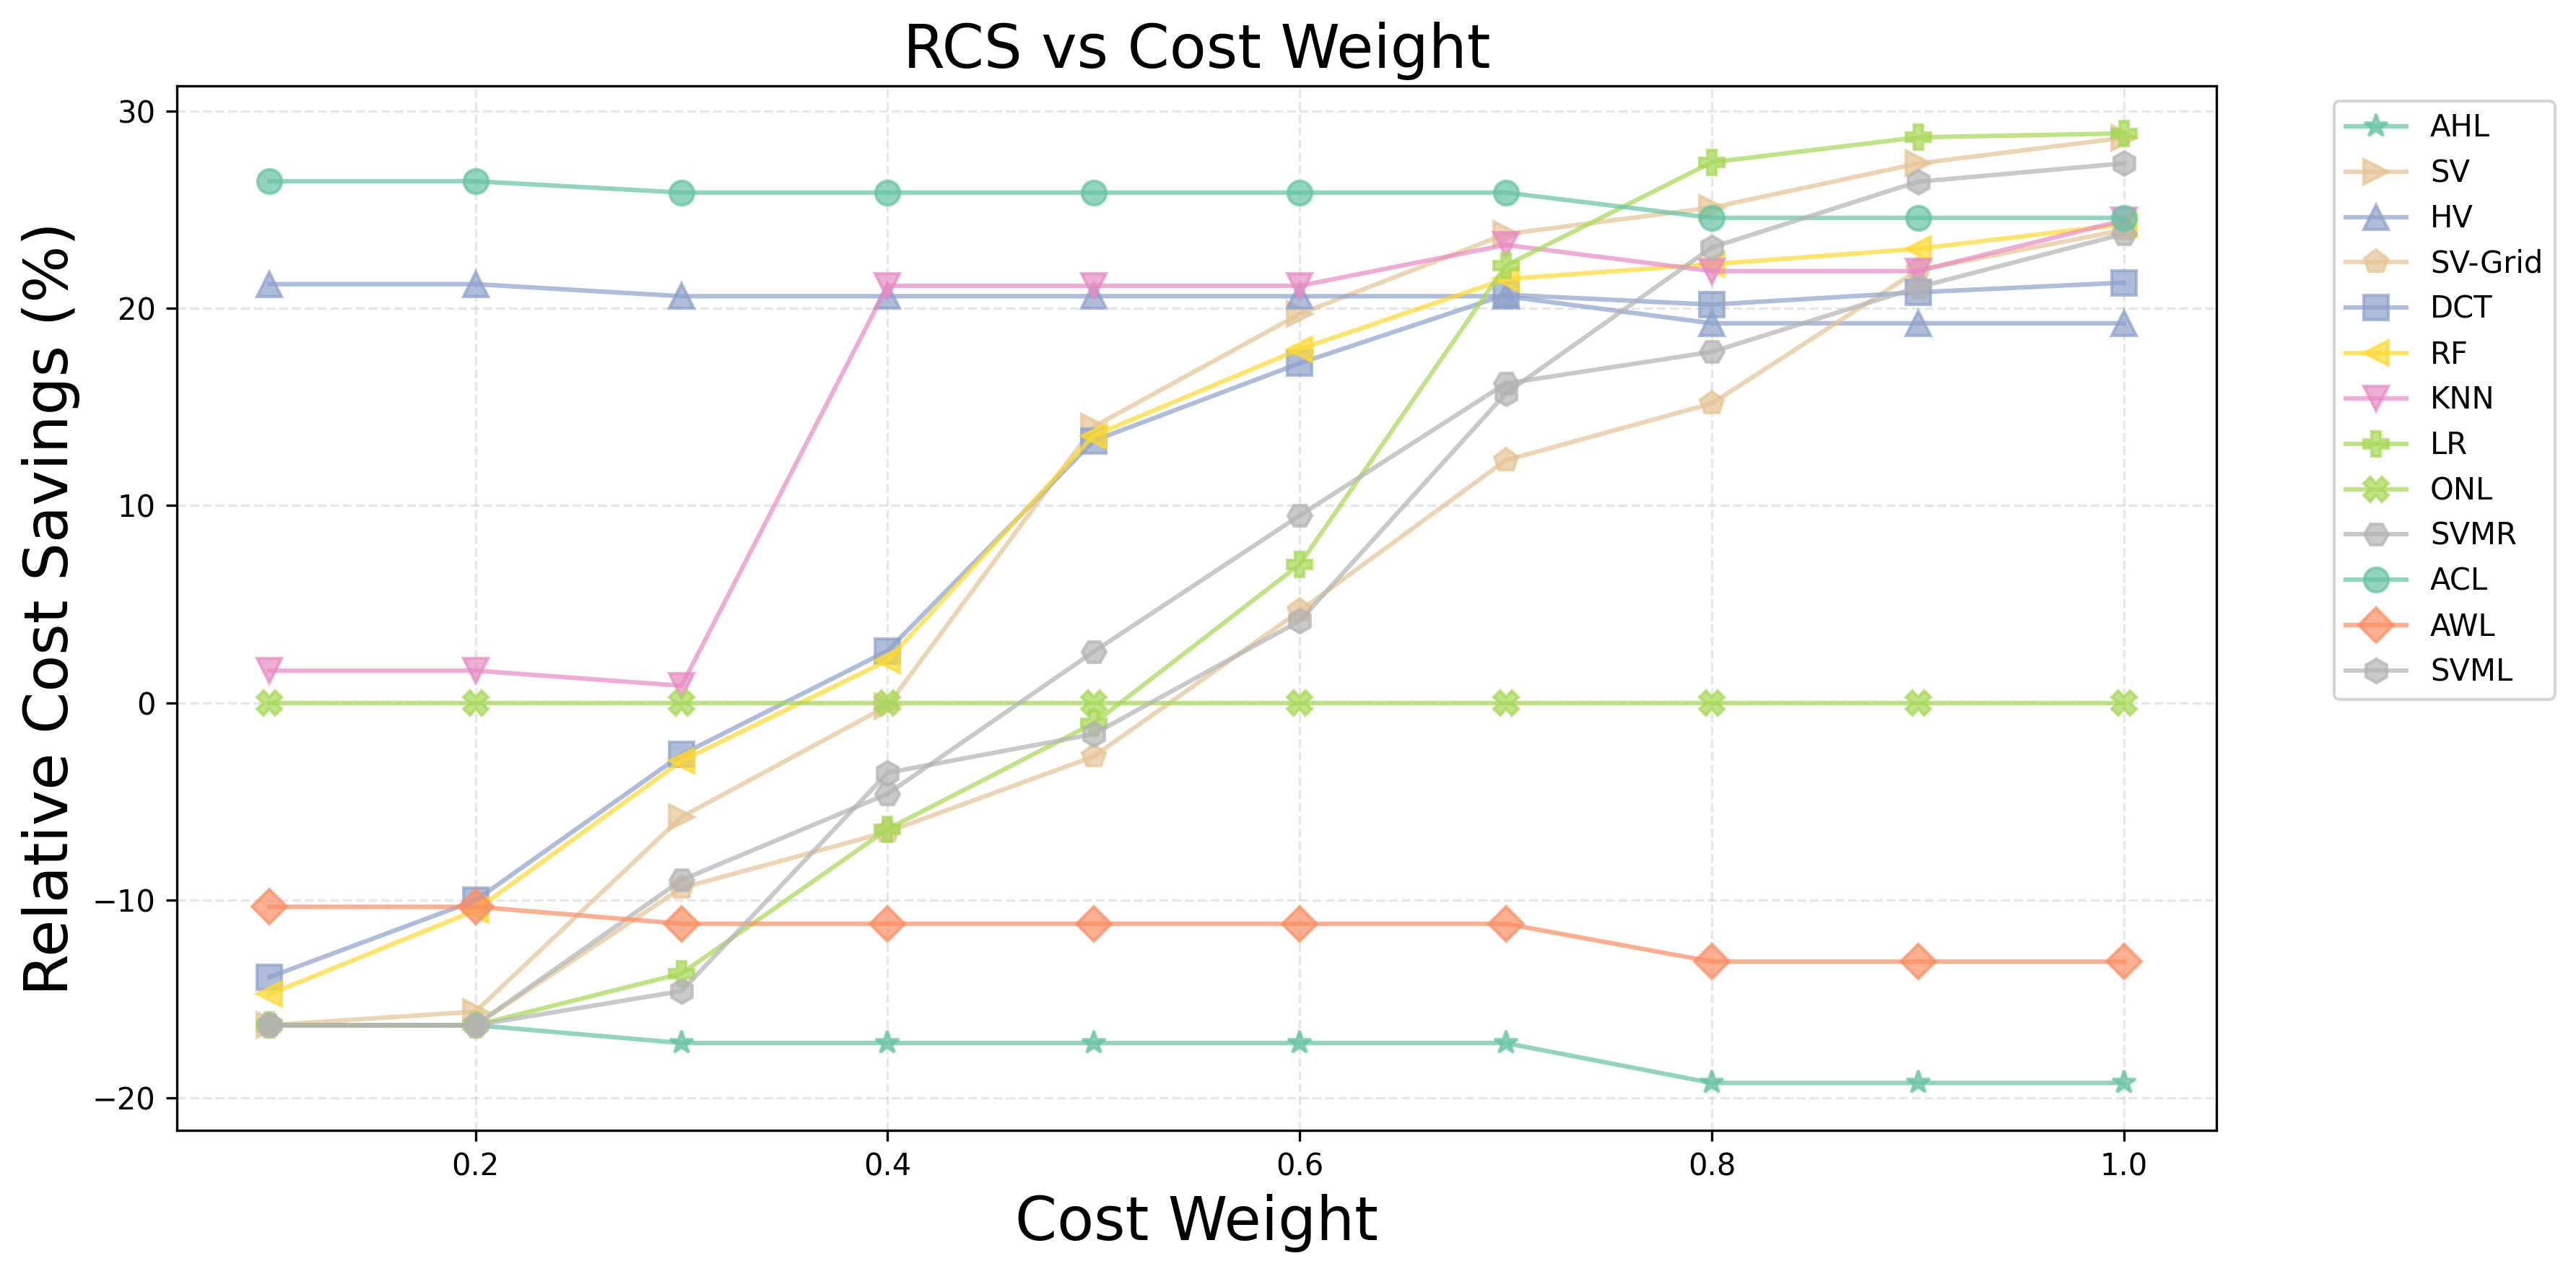 RCS vs Cost Weight
Relative Cost Savings (%)
30
20
10
0
−10
−20
0.2
0.4
0.6
0.8
1.0
Cost Weight
AHL
SV
HV
SV-Grid
DCT
RF
KNN
LR
ONL
SVMR
ACL
AWL
SVML